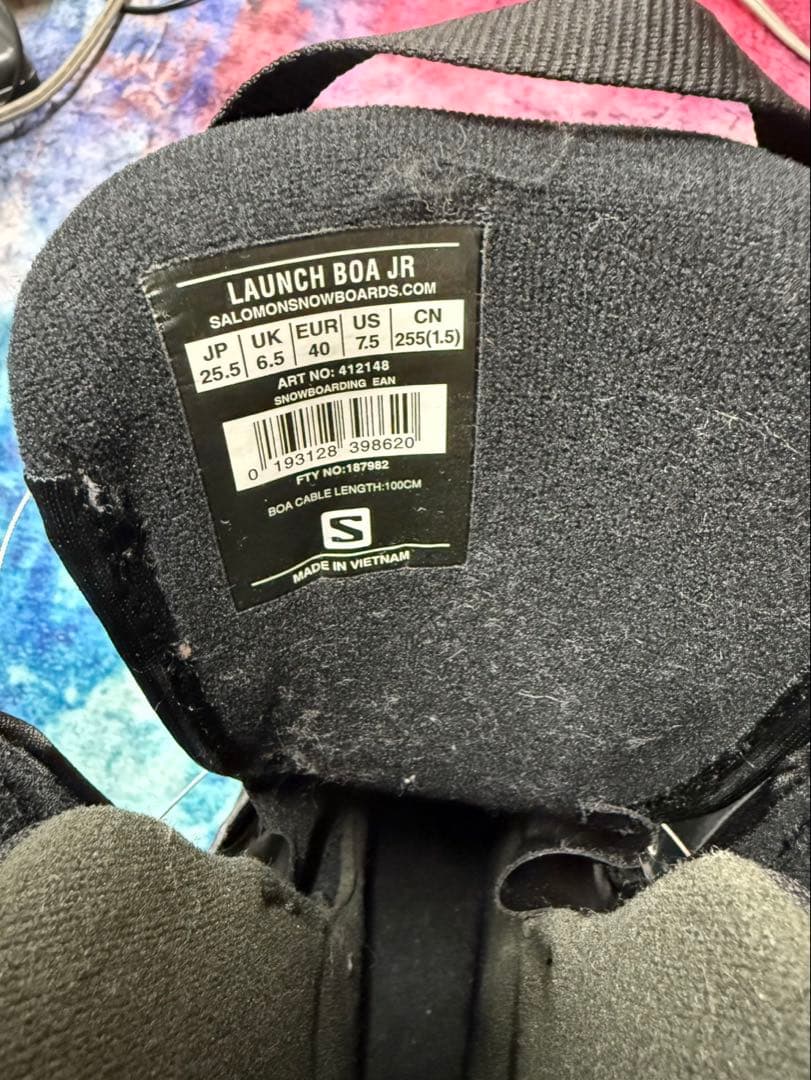 LAUNCH BOA JR
SALOMONSNOWBOARDS.COM
JP UK EUR US CN
25.5 6.5 40 7.5 255(1.5)
ART NO: 412148
SNOWBOARDING EAN
0 193128 398620
FTY NO:187982
BOA CABLE LENGTH:100CM
S
MADE IN VIETNAM